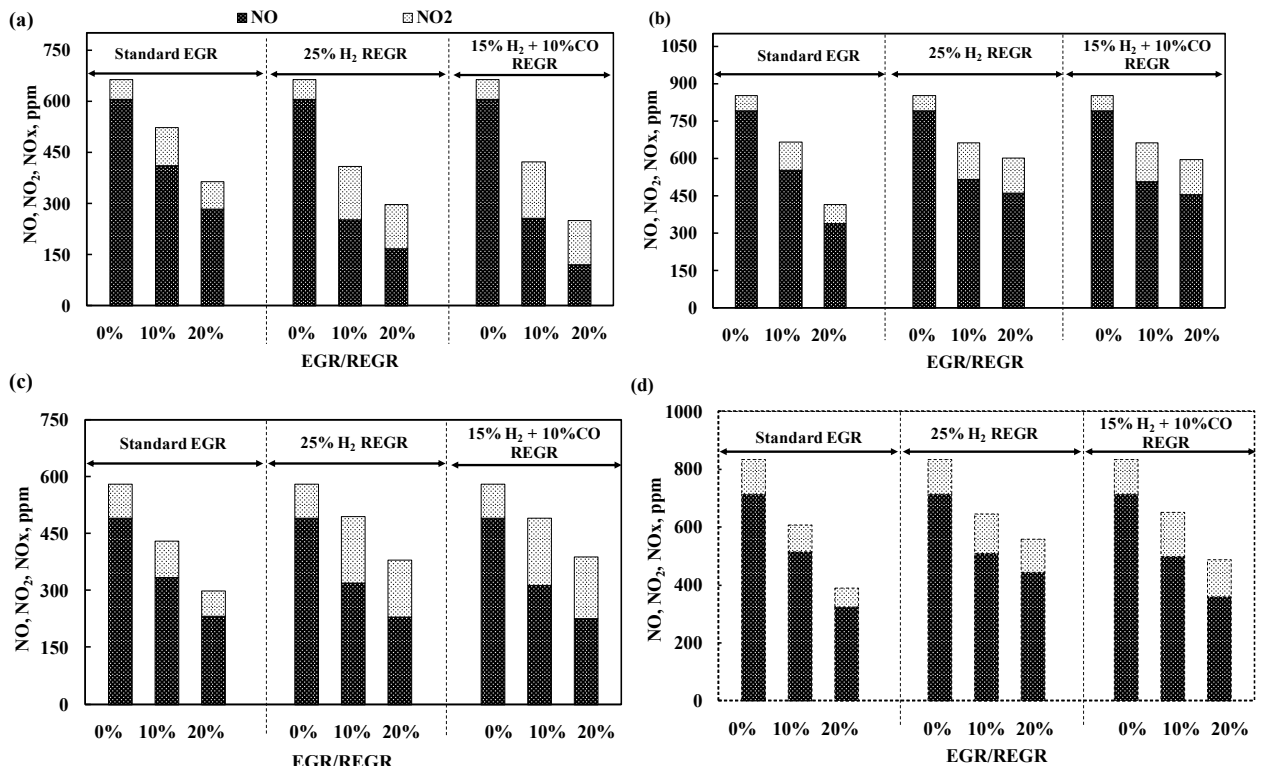 (a)
NO NO2
750
600
450
300
150
0
NO, NO₂, NOx, ppm
Standard EGR
25% H₂ REGR
15% H₂ + 10%CO
REGR
0% 10% 20% 0% 10% 20% 0% 10% 20%
EGR/REGR
(b)
1050
900
750
600
450
300
150
0
NO, NO₂, NOx, ppm
Standard EGR
25% H₂ REGR
15% H₂ + 10%CO
REGR
0% 10% 20% 0% 10% 20% 0% 10% 20%
EGR/REGR
(c)
750
600
450
300
150
0
NO, NO₂, NOx, ppm
Standard EGR
25% H₂ REGR
15% H₂ + 10%CO
REGR
0% 10% 20% 0% 10% 20% 0% 10% 20%
EGR/REGR
(d)
1000
800
600
400
200
0
NO, NO₂, NOx, ppm
Standard EGR
25% H₂ REGR
15% H₂ + 10%CO
REGR
0% 10% 20% 0% 10% 20% 0% 10% 20%
EGR/REGR